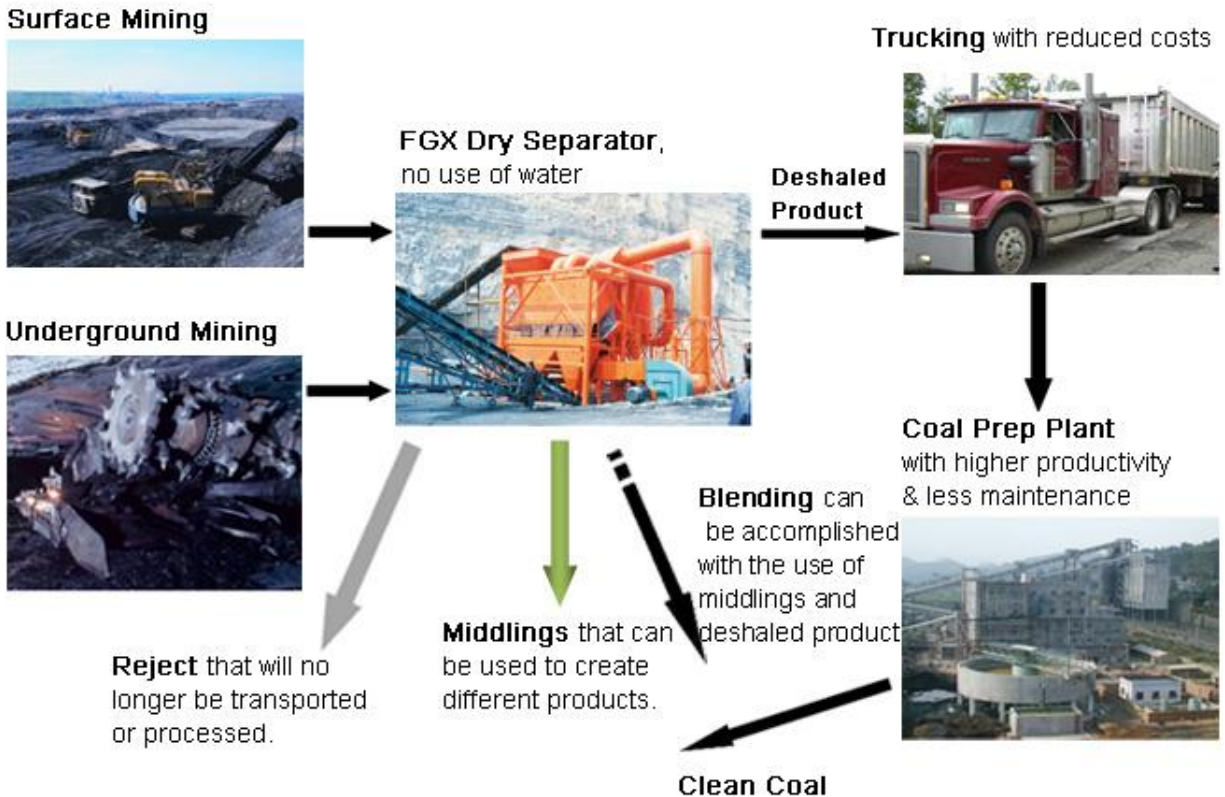 Surface Mining
Trucking with reduced costs
FGX Dry Separator,
no use of water
Deshaled
Product
Underground Mining
Coal Prep Plant
with higher productivity
& less maintenance
Blending can
be accomplished
with the use of
middlings and
deshaled product
Middlings that can
be used to create
different products.
Reject that will no
longer be transported
or processed.
Clean Coal